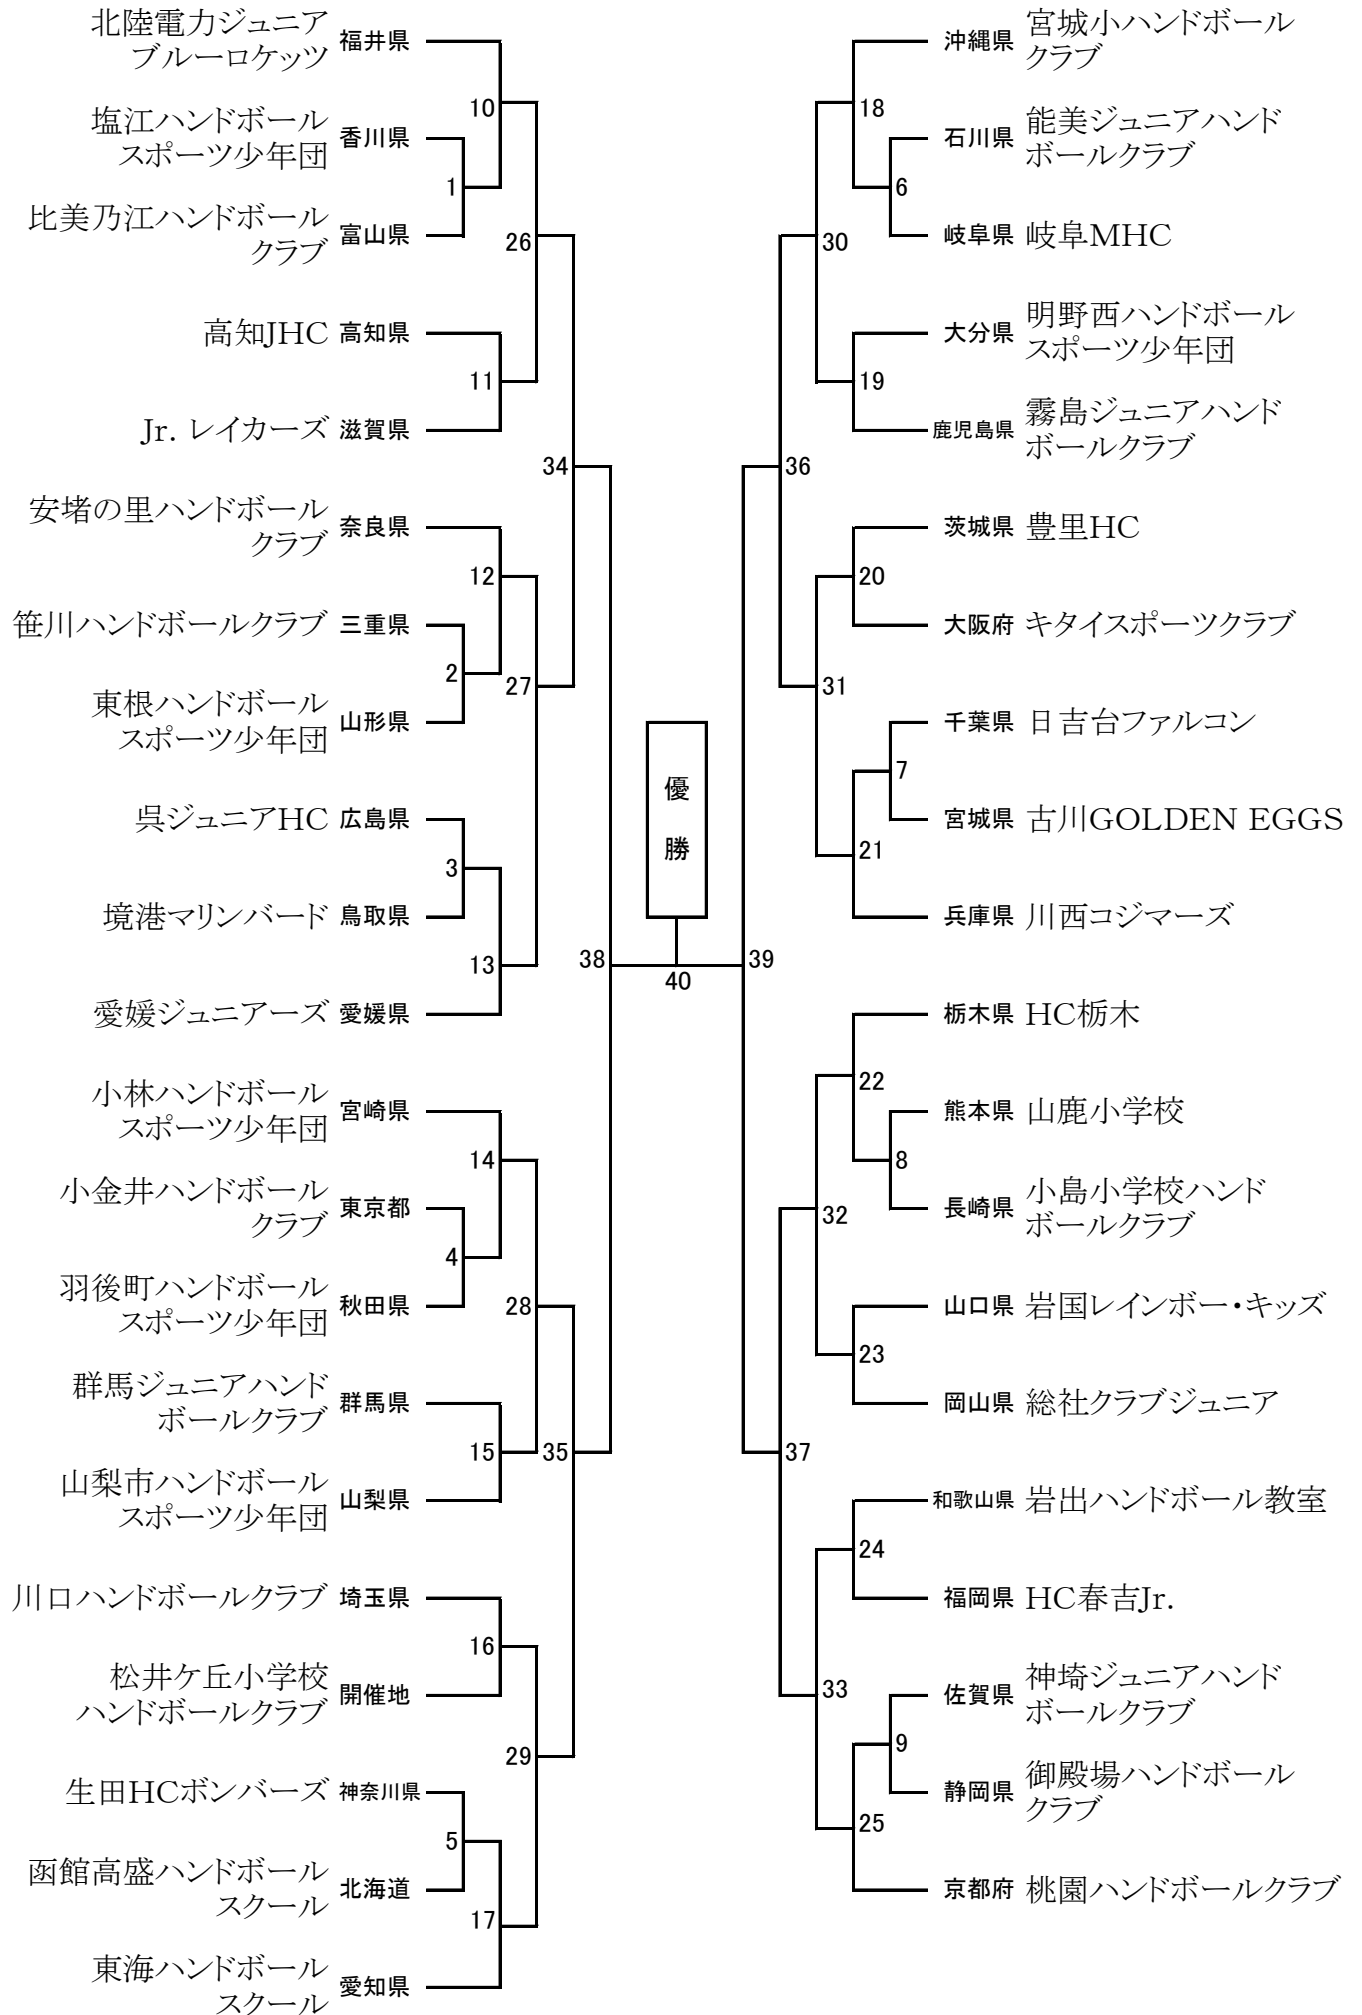 北陸電力ジュニア
ブルーロケッツ 福井県
10
塩江ハンドボール
スポーツ少年団 香川県
1
比美乃江ハンドボール
クラブ 富山県
26
高知JHC 高知県
11
Jr. レイカーズ 滋賀県
34
安堵の里ハンドボール
クラブ 奈良県
12
笹川ハンドボールクラブ 三重県
2
27
東根ハンドボール
スポーツ少年団 山形県
呉ジュニアHC 広島県
3
境港マリンバード 鳥取県
13
38
愛媛ジュニアーズ 愛媛県
小林ハンドボール
スポーツ少年団 宮崎県
14
小金井ハンドボール
クラブ 東京都
4
羽後町ハンドボール
スポーツ少年団 秋田県
28
群馬ジュニアハンド
ボールクラブ 群馬県
15
35
山梨市ハンドボール
スポーツ少年団 山梨県
川口ハンドボールクラブ 埼玉県
16
松井ケ丘小学校
ハンドボールクラブ 開催地
29
生田HCボンバーズ 神奈川県
5
函館高盛ハンドボール
スクール 北海道
17
東海ハンドボール
スクール 愛知県
優
勝
40
沖縄県 宮城小ハンドボール
クラブ
18
石川県 能美ジュニアハンド
ボールクラブ
6
岐阜県 岐阜MHC
30
大分県 明野西ハンドボール
スポーツ少年団
19
鹿児島県 霧島ジュニアハンド
ボールクラブ
36
茨城県 豊里HC
20
大阪府 キタイスポーツクラブ
31
千葉県 日吉台ファルコン
7
宮城県 古川GOLDEN EGGS
21
兵庫県 川西コジマーズ
39
栃木県 HC栃木
22
熊本県 山鹿小学校
8
長崎県 小島小学校ハンド
ボールクラブ
32
山口県 岩国レインボー・キッズ
23
岡山県 総社クラブジュニア
37
和歌山県 岩出ハンドボール教室
24
福岡県 HC春吉Jr.
33
佐賀県 神埼ジュニアハンド
ボールクラブ
9
静岡県 御殿場ハンドボール
クラブ
25
京都府 桃園ハンドボールクラブ